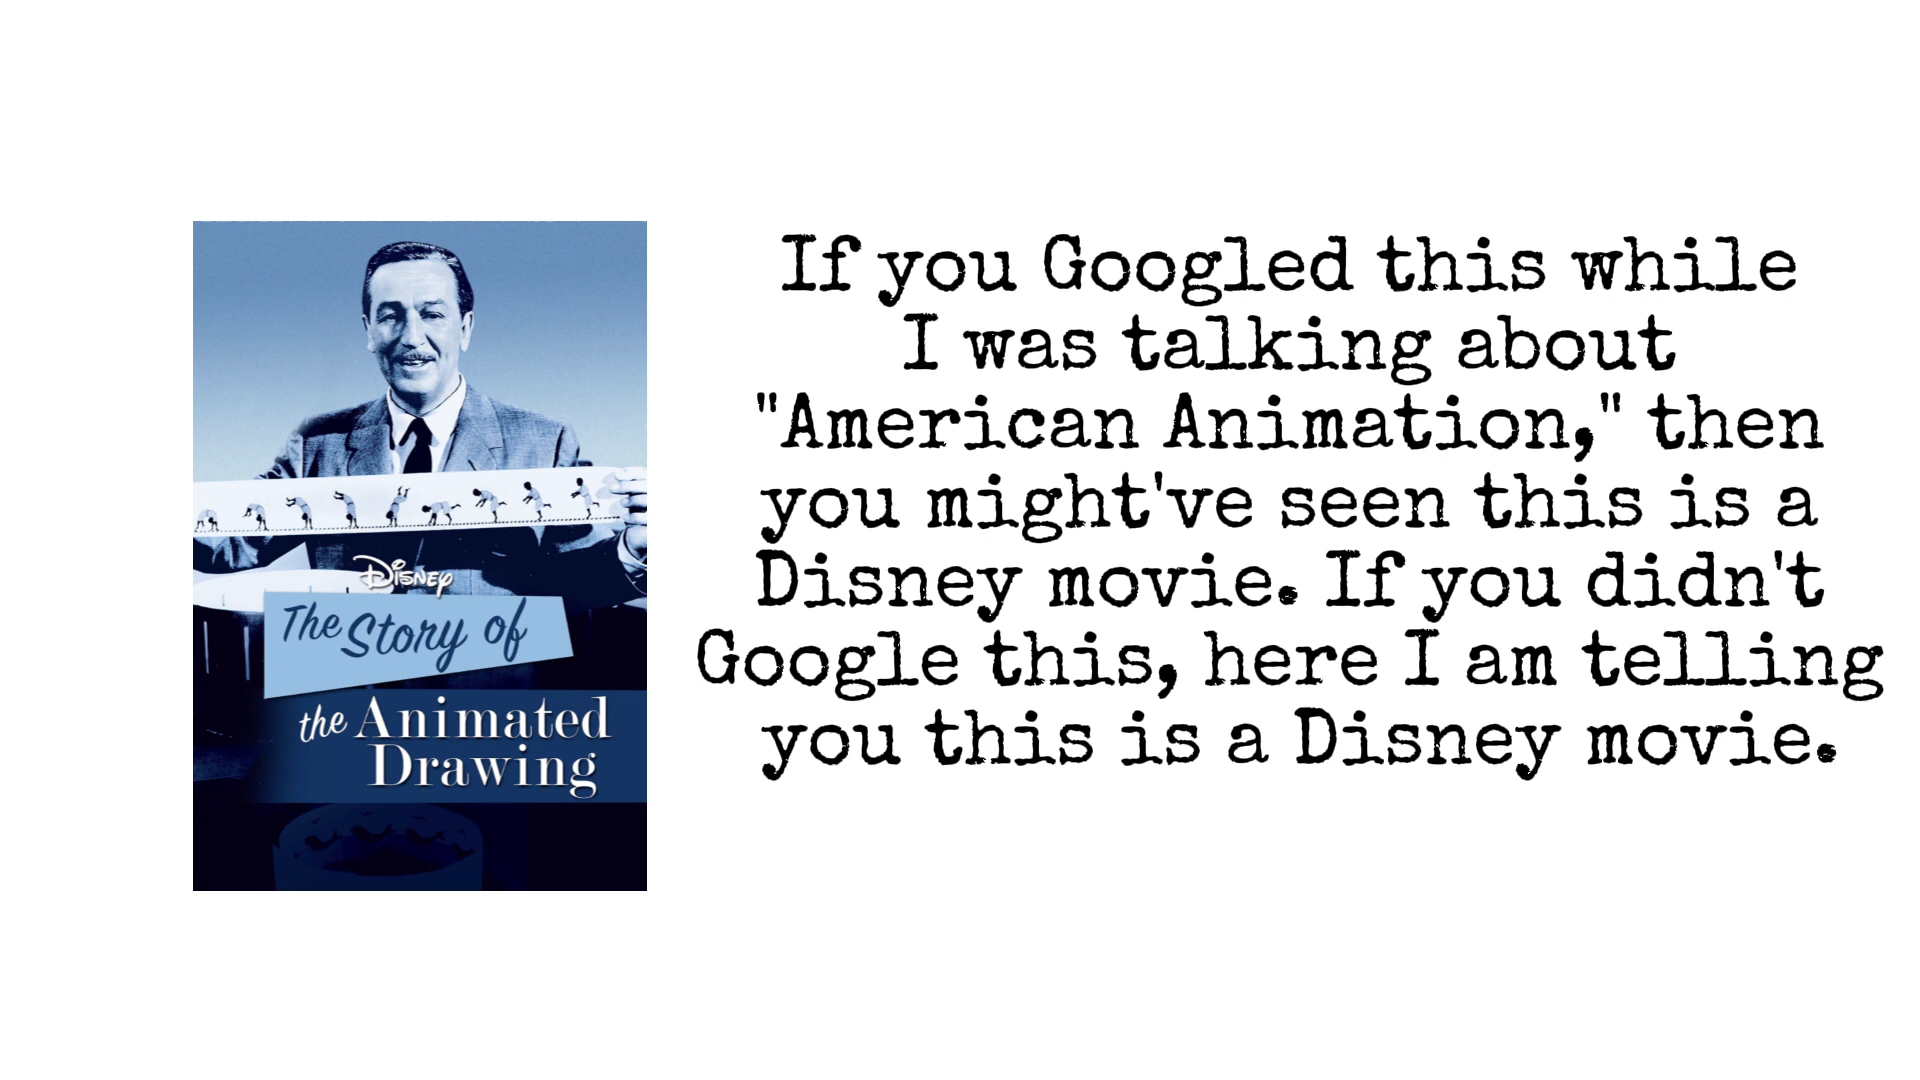 DISNEY
The Story of
the Animated
Drawing
If you Googled this while
I was talking about
"American Animation," then
you might've seen this is a
Disney movie. If you didn't
Google this, here I am telling
you this is a Disney movie.